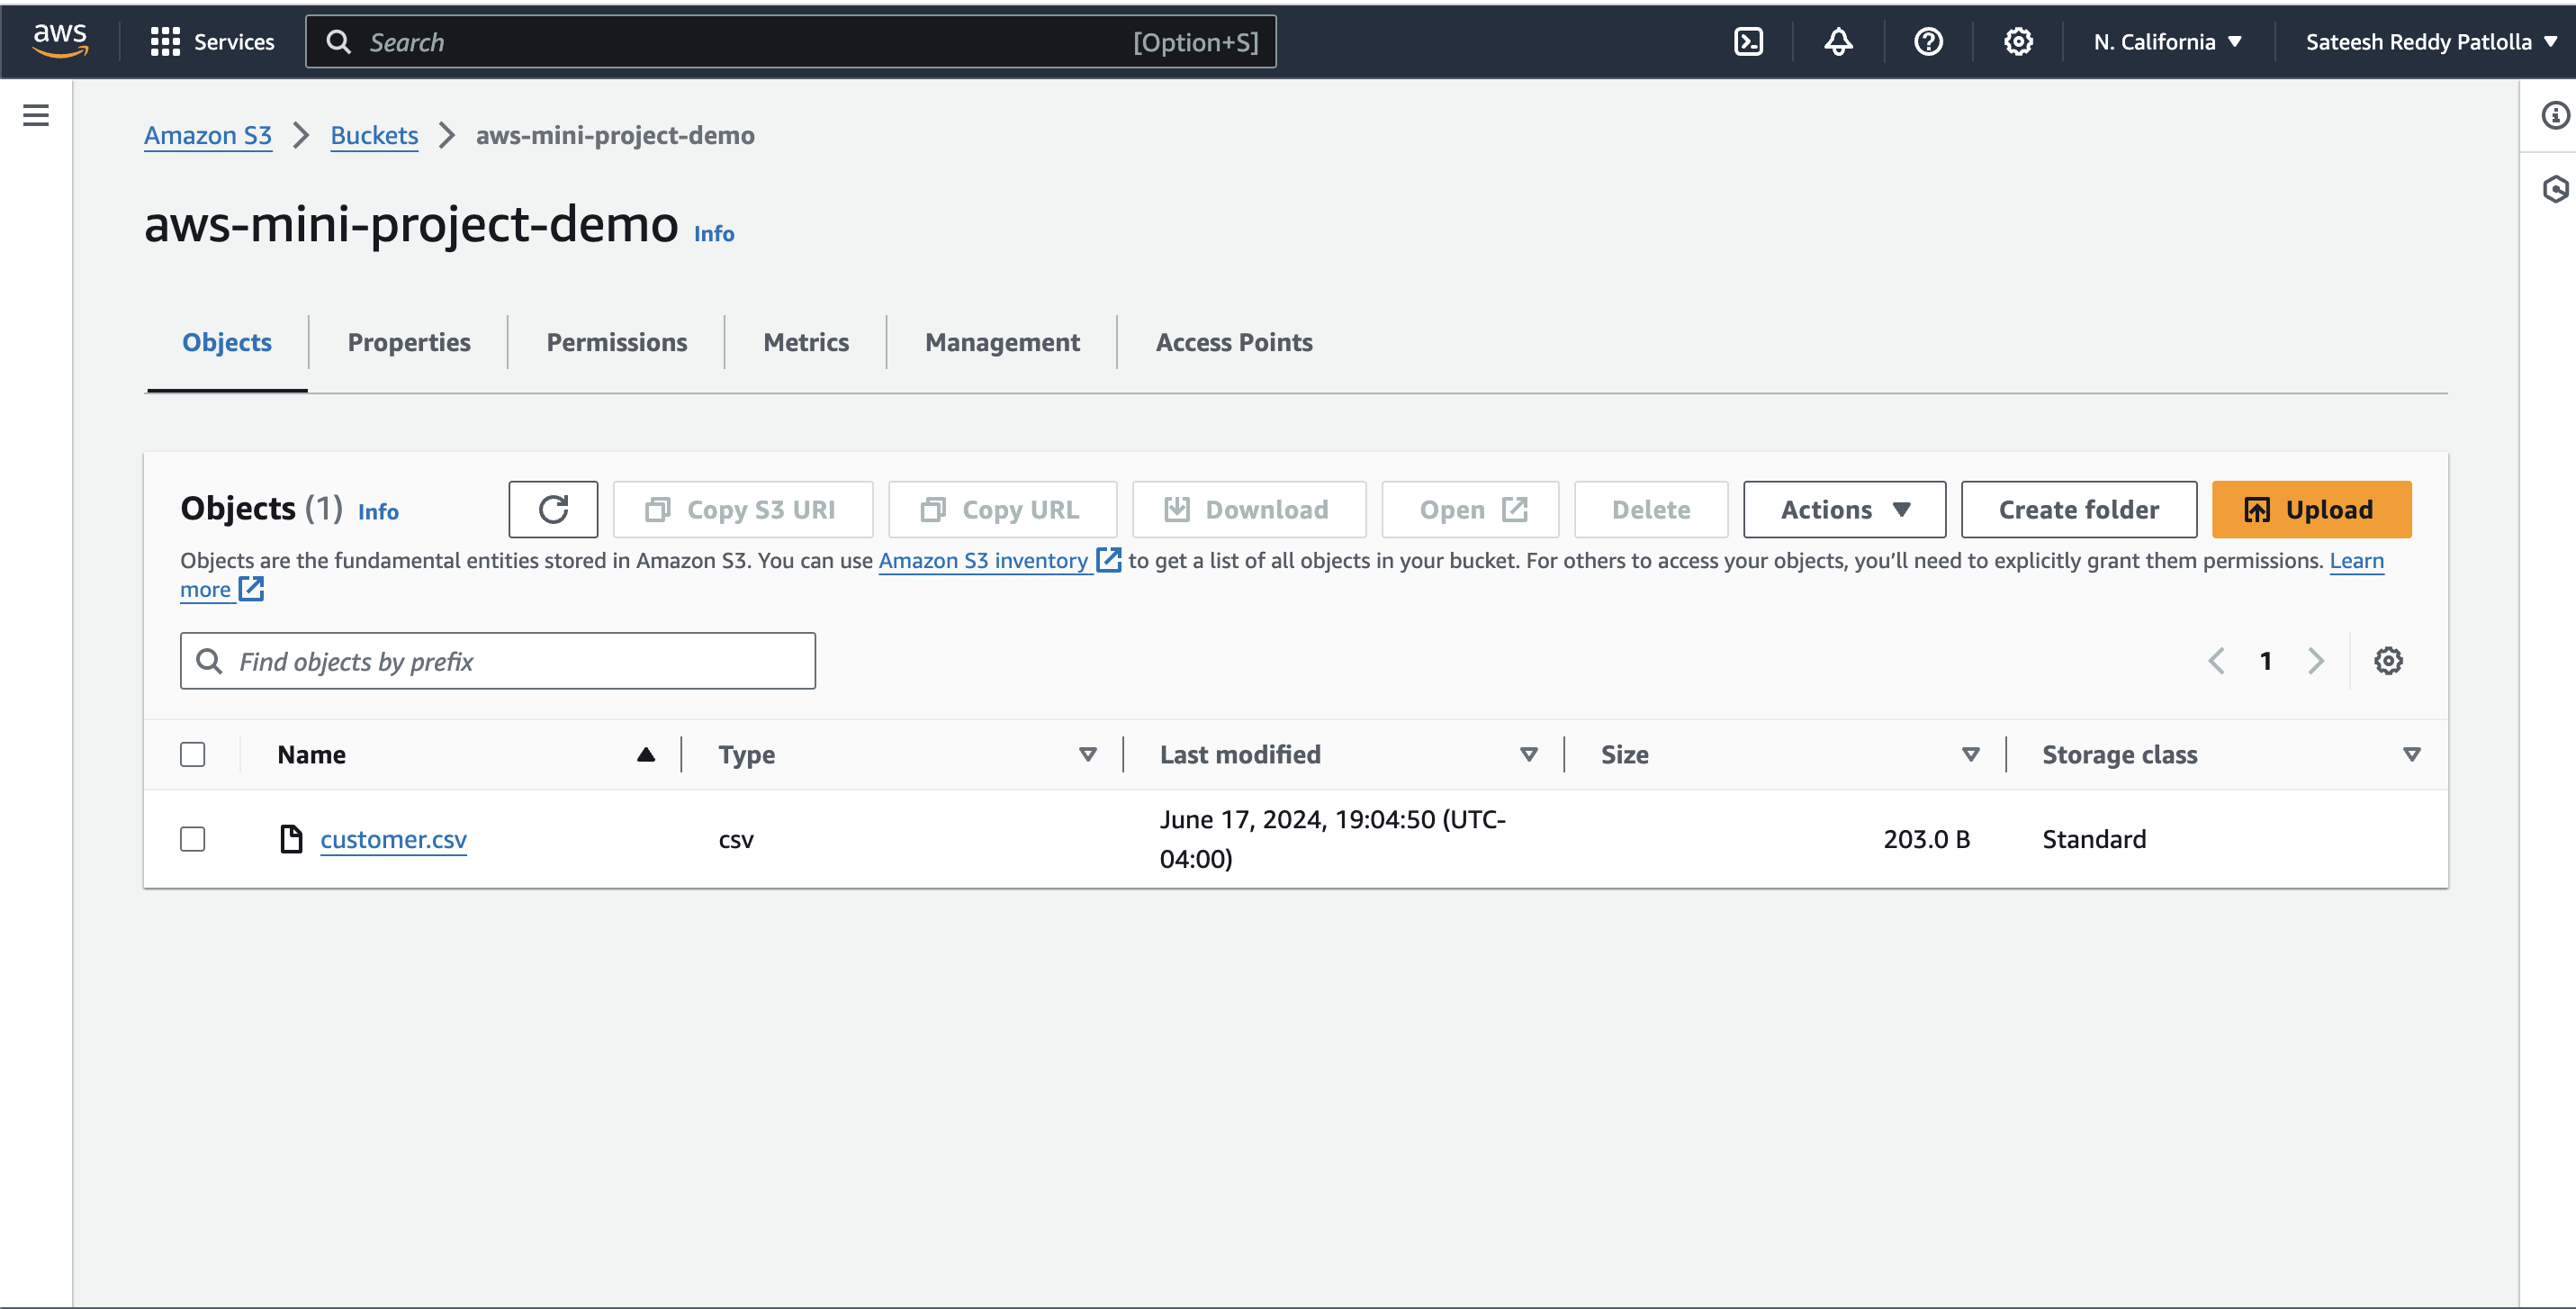 aws
Services
Search [Option+S]
N. California
Sateesh Reddy Patlolla
Amazon S3 > Buckets > aws-mini-project-demo
aws-mini-project-demo Info
Objects Properties Permissions Metrics Management Access Points
Objects (1) Info Copy S3 URI Copy URL Download Open Delete Actions Create folder Upload
Objects are the fundamental entities stored in Amazon S3. You can use Amazon S3 inventory to get a list of all objects in your bucket. For others to access your objects, you’ll need to explicitly grant them permissions. Learn
more
Find objects by prefix
1
Name Type Last modified Size Storage class
customer.csv csv June 17, 2024, 19:04:50 (UTC-
04:00) 203.0 B Standard